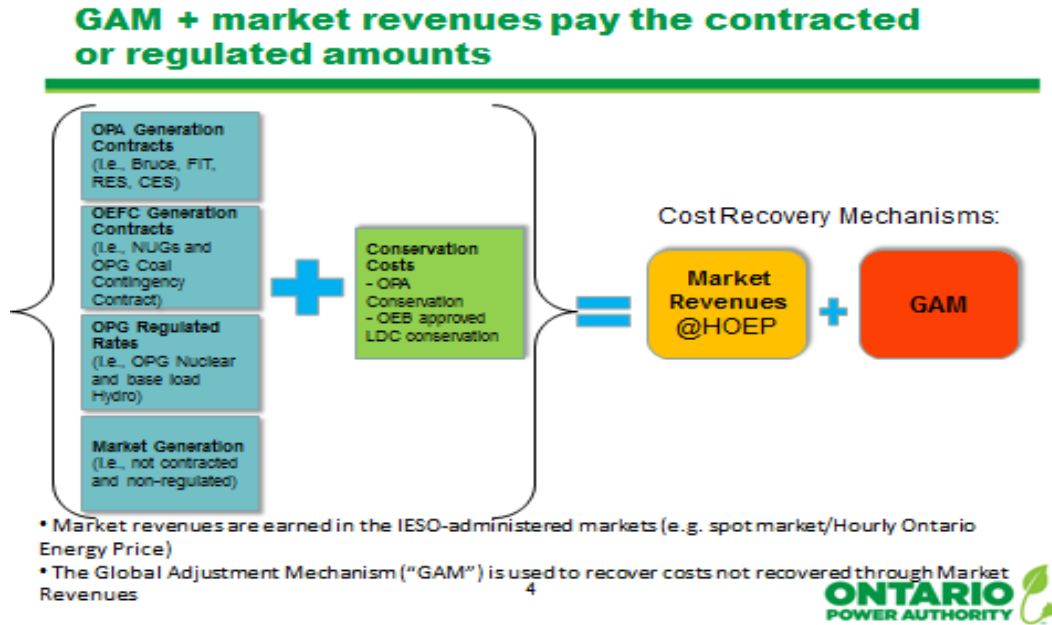 GAM + market revenues pay the contracted
or regulated amounts
OPA Generation
Contracts
(I.e., Bruce, FIT,
RES, CES)
OEFC Generation
Contracts
(I.e., NUGs and
OPG Coal
Contingency
Contract)
OPG Regulated
Rates
(I.e., OPG Nuclear
and base load
Hydro)
Market Generation
(I.e., not contracted
and non-regulated)
Conservation
Costs
- OPA
Conservation
- OEB approved
LDC conservation
Cost Recovery Mechanisms:
Market
Revenues
@HOEP
GAM
• Market revenues are earned in the IESO-administered markets (e.g. spot market/Hourly Ontario
Energy Price)
• The Global Adjustment Mechanism (“GAM”) is used to recover costs not recovered through Market
Revenues
4
ONTARIO
POWER AUTHORITY